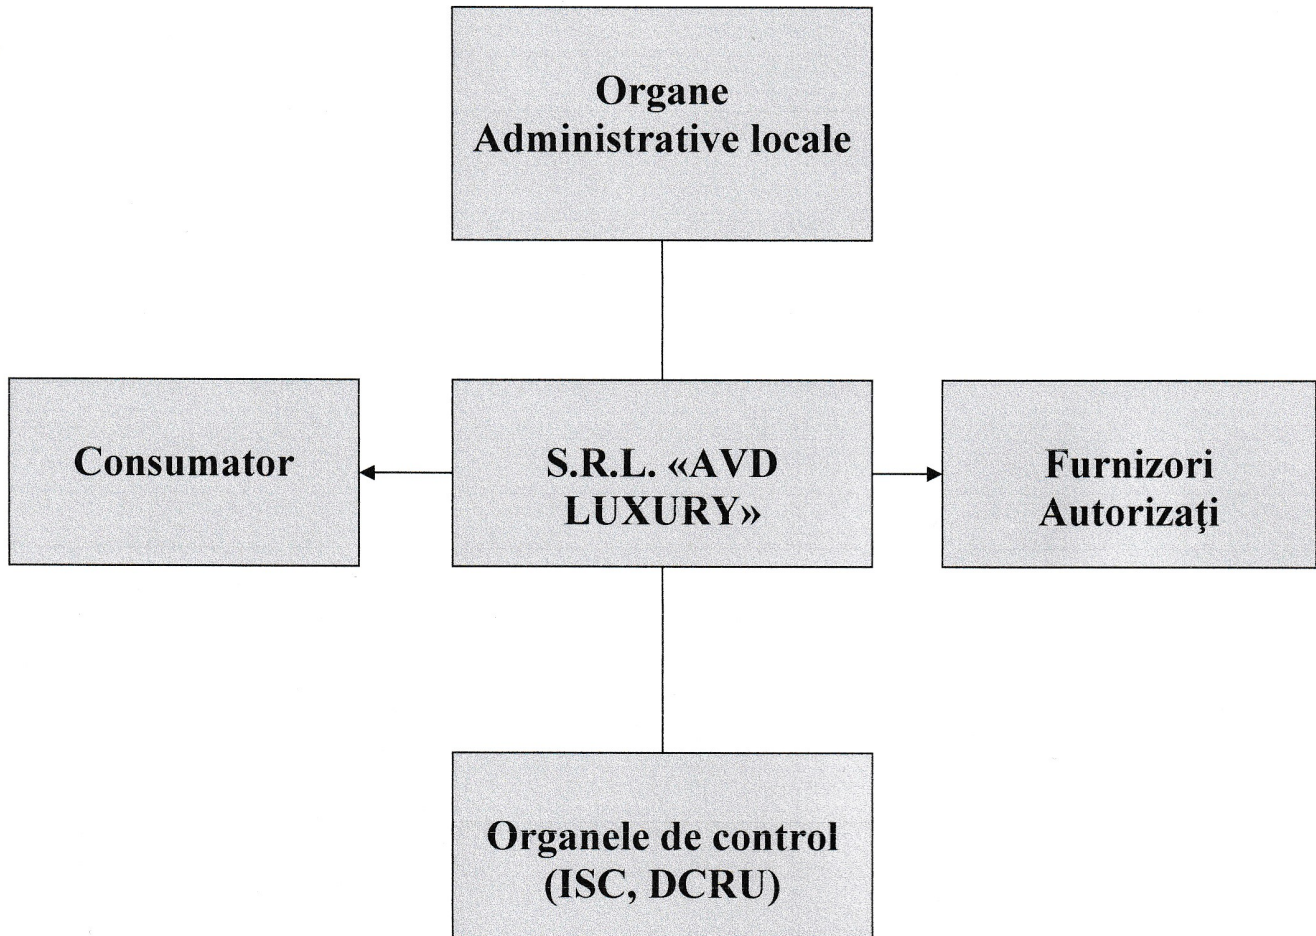 Organe
Administrative locale
Consumator
S.R.L. «AVD
LUXURY»
Furnizori
Autorizaţi
Organele de control
(ISC, DCRU)